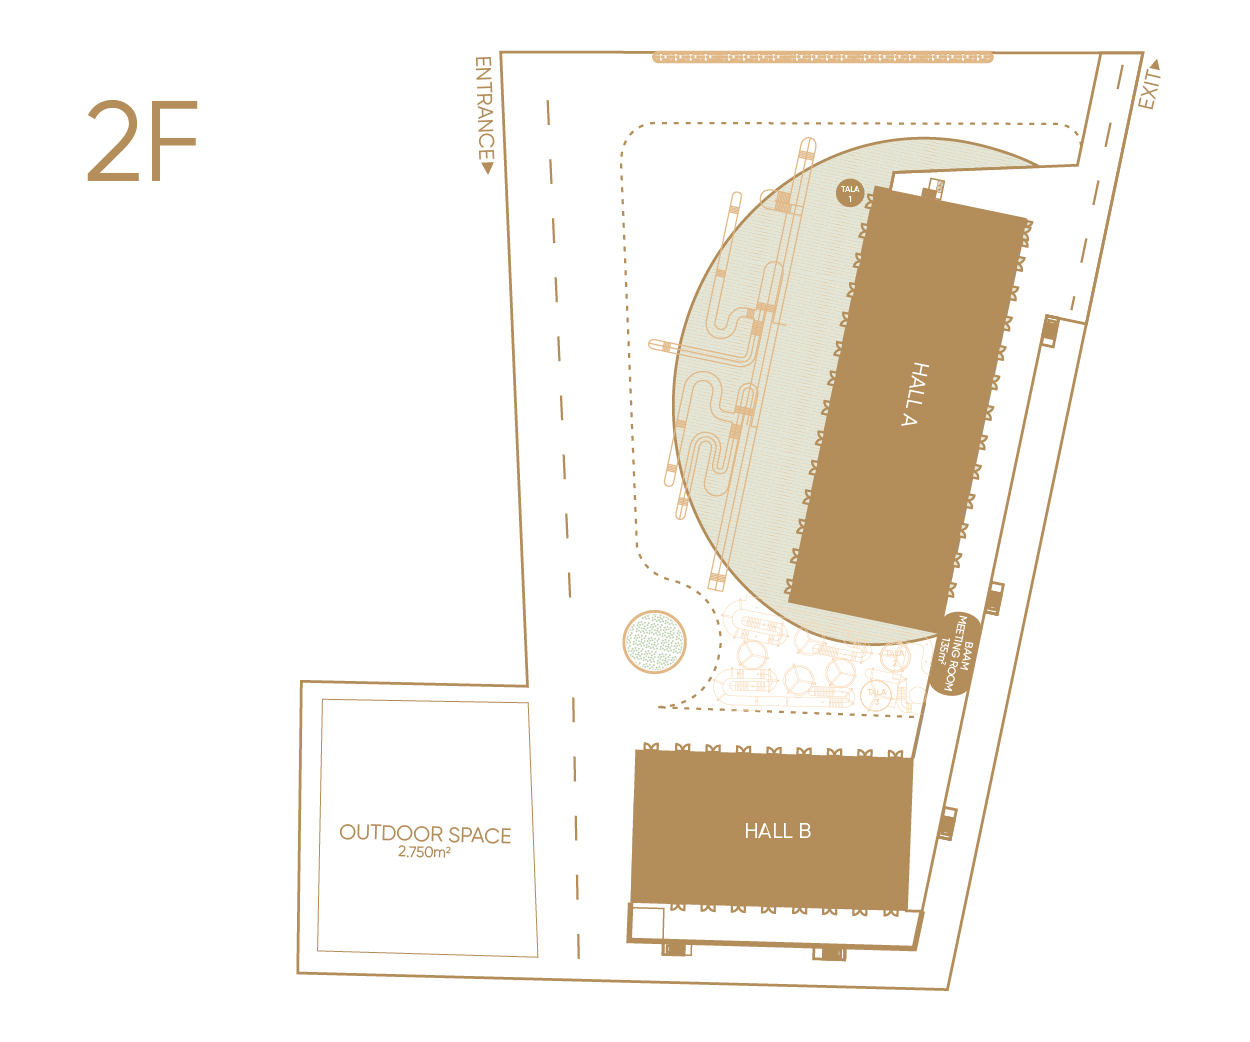 2F
ENTRANCE
EXIT
TALA
1
HALL A
BAAM
MEETING ROOM
135m²
TALA
2
TALA
3
HALL B
OUTDOOR SPACE
2,750m²